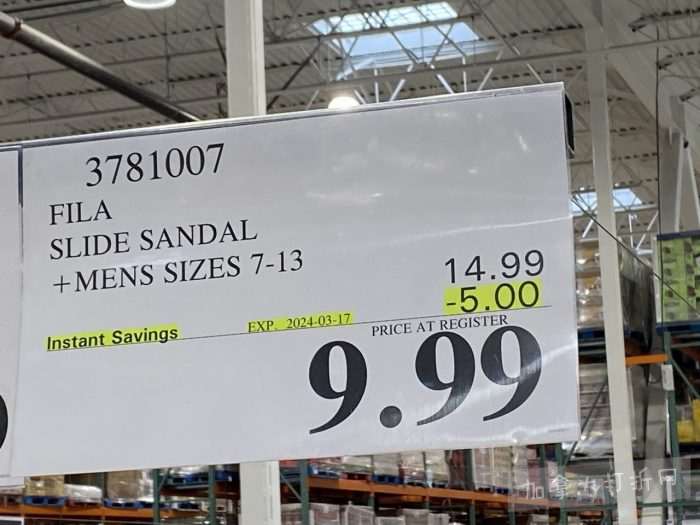 3781007
FILA
SLIDE SANDAL
+MENS SIZES 7-13
14.99
-5.00
Instant Savings EXP. 2024-03-17 PRICE AT REGISTER
9.99
加拿大打折网